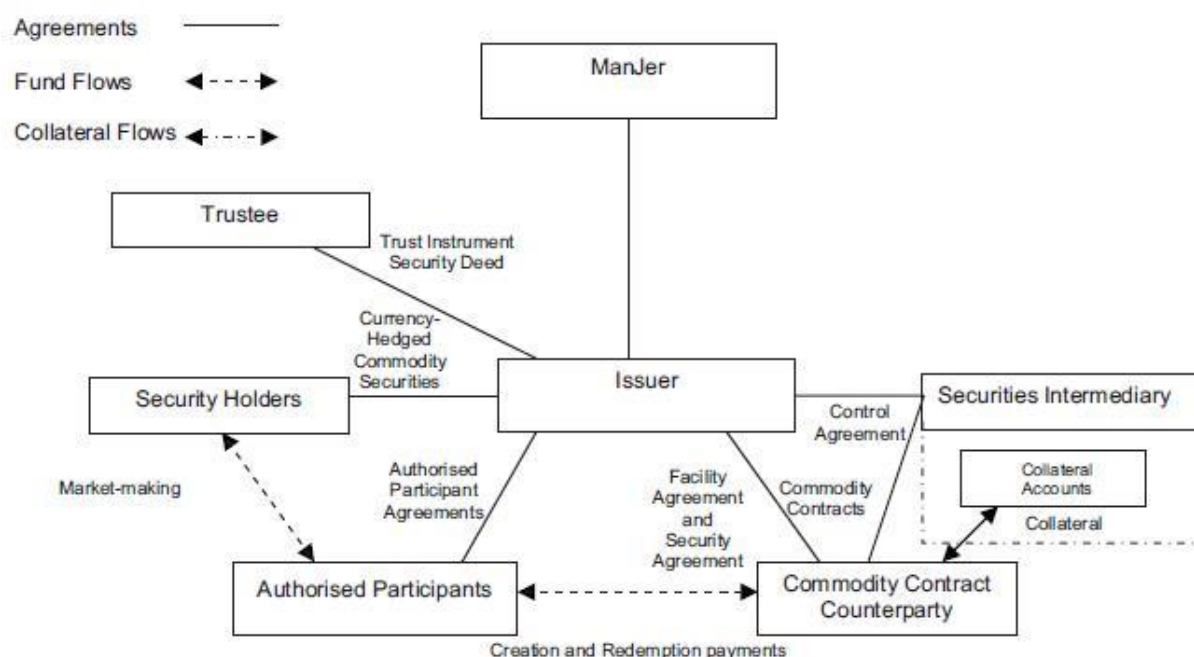 Agreements
Fund Flows
Collateral Flows
ManJer
Trustee
Trust Instrument
Security Deed
Currency-
Hedged
Commodity
Securities
Issuer
Security Holders
Securities Intermediary
Control
Agreement
Collateral
Accounts
Collateral
Market-making
Authorised
Participant
Agreements
Facility
Agreement
and
Security
Agreement
Commodity
Contracts
Authorised Participants
Commodity Contract
Counterparty
Creation and Redemption payments